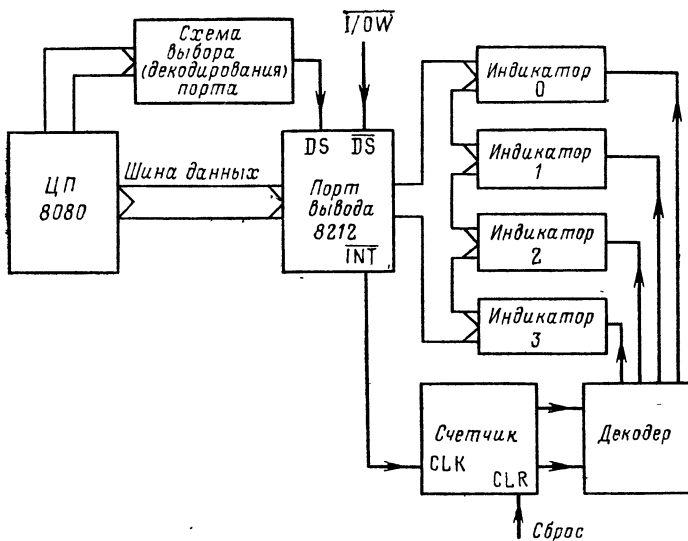 Схема
выбора
(декодирования)
порта
I/OW
ЦП
8080
Шина данных
DS DS
Порт
вывода
8212
INT
Индикатор
0
Индикатор
1
Индикатор
2
Индикатор
3
Счетчик
CLK
CLR
Декодер
Сброс